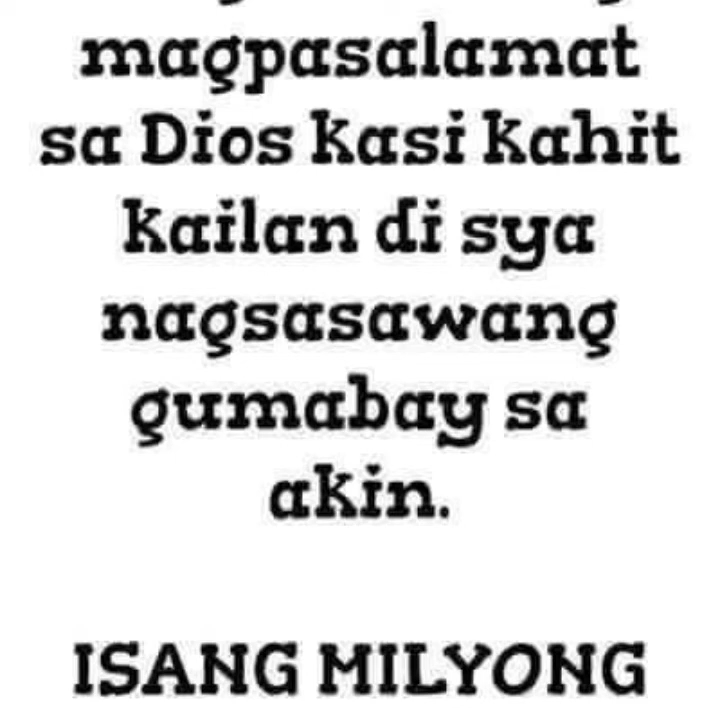 magpasalamat
sa Dios kasi kahit
kailan di sya
nagsasawang
gumabay sa
akin.
ISANG MILYONG